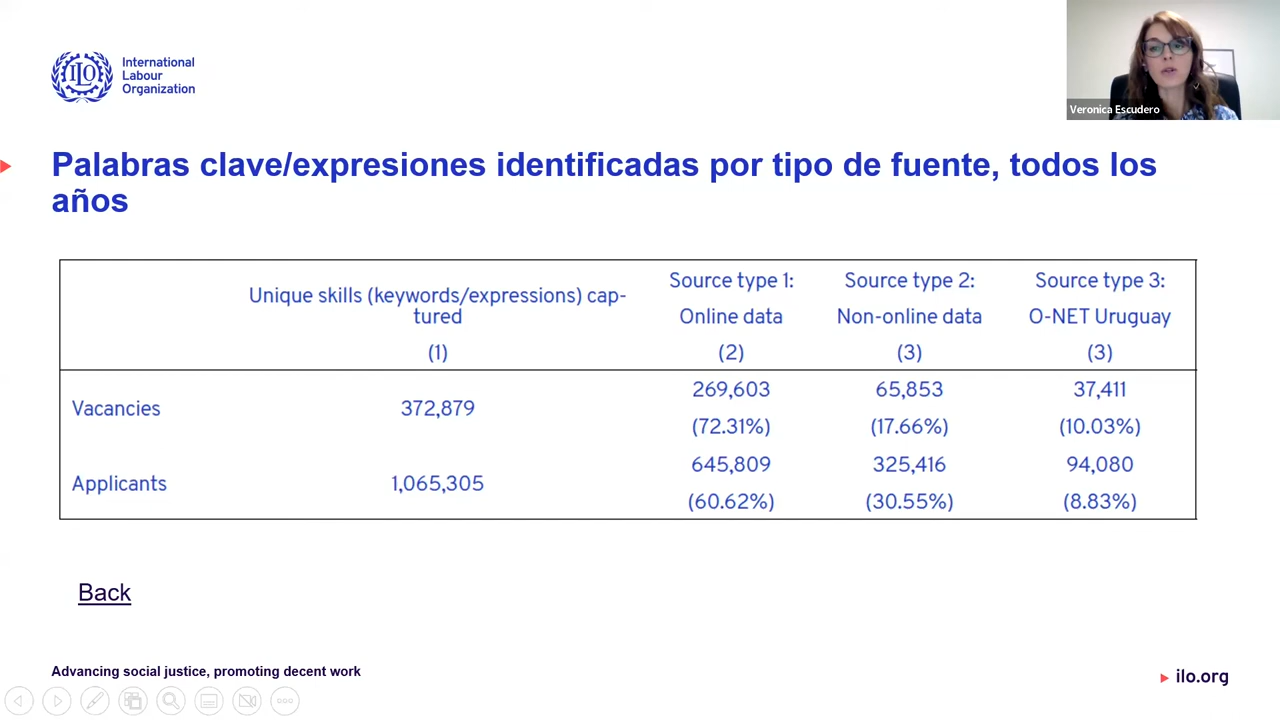 International
Labour
Organization
Veronica Escudero
Palabras clave/expresiones identificadas por tipo de fuente, todos los
años
Unique skills (keywords/expressions) cap-
tured
(1)
Source type 1:
Online data
(2)
Source type 2:
Non-online data
(3)
Source type 3:
O-NET Uruguay
(3)
Vacancies
372,879
269,603
(72.31%)
65,853
(17.66%)
37,411
(10.03%)
Applicants
1,065,305
645,809
(60.62%)
325,416
(30.55%)
94,080
(8.83%)
Back
Advancing social justice, promoting decent work
ilo.org